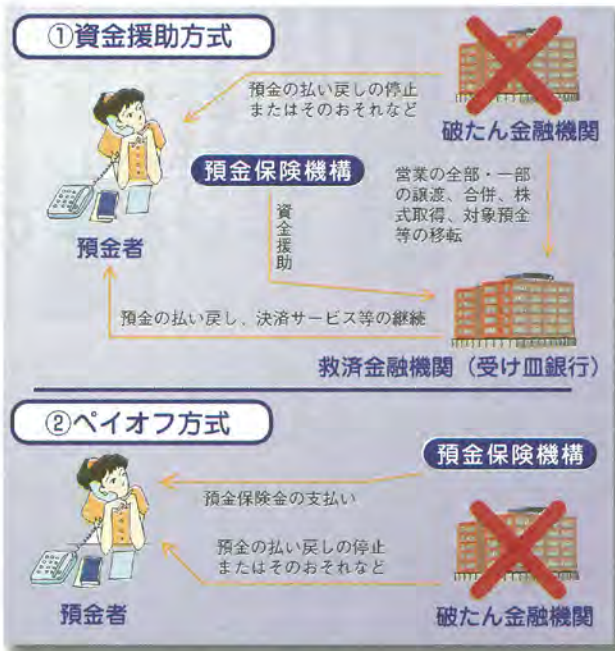 ①資金援助方式
預金の払い戻しの停止
またはそのおそれなど
破たん金融機関
預金保険機構
営業の全部・一部
の譲渡、合併、株
式取得、対象預金
等の移転
資金援助
預金者
預金の払い戻し、決済サービス等の継続
救済金融機関（受け皿銀行）
②ペイオフ方式
預金保険機構
預金保険金の支払い
預金の払い戻しの停止
またはそのおそれなど
預金者
破たん金融機関